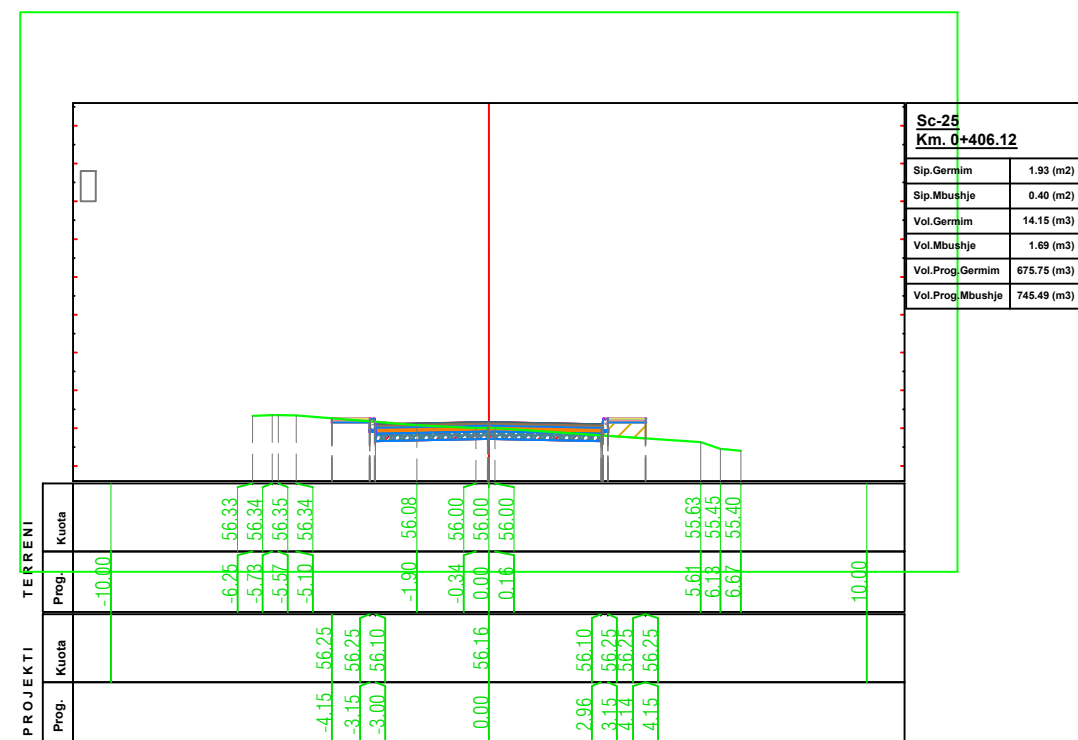 Sc-25
Km. 0+406.12
Sip.Germim 1.93 (m2)
Sip.Mbushje 0.40 (m2)
Vol.Germim 14.15 (m3)
Vol.Mbushje 1.69 (m3)
Vol.Prog.Germim 675.75 (m3)
Vol.Prog.Mbushje 745.49 (m3)
TERRENI
Kuota 56.33 56.34 56.35 56.34 56.08 56.00 56.00 56.00 55.63 55.45 55.40
Prog. -10.00 -6.25 -5.73 -5.57 -5.10 -1.90 -0.34 0.00 0.16 5.61 6.13 6.67 10.00
PROJEKTI
Kuota 56.25 56.25 56.10 56.16 56.10 56.25 56.25 56.25
Prog. -4.15 -3.15 -3.00 0.00 2.96 3.15 4.14 4.15